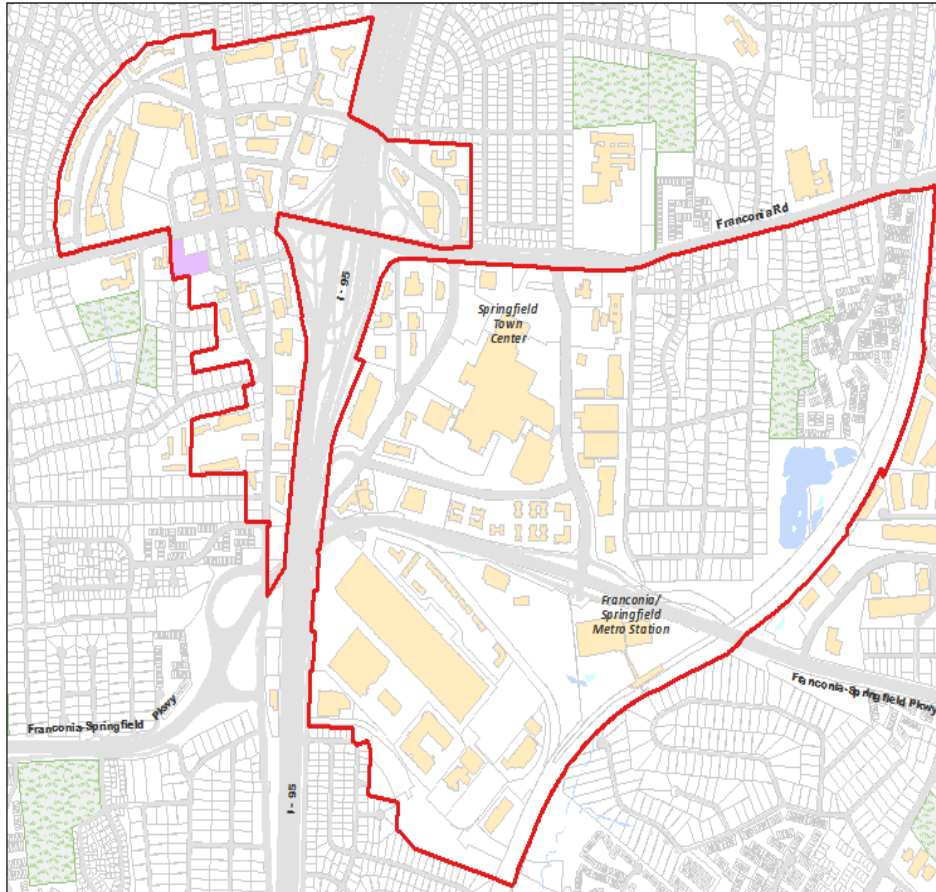 Franconia Rd
I - 95
Springfield
Town
Center
Franconia/
Springfield
Metro Station
Franconia-Springfield Pkwy
Franconia-Springfield Pkwy
I - 95